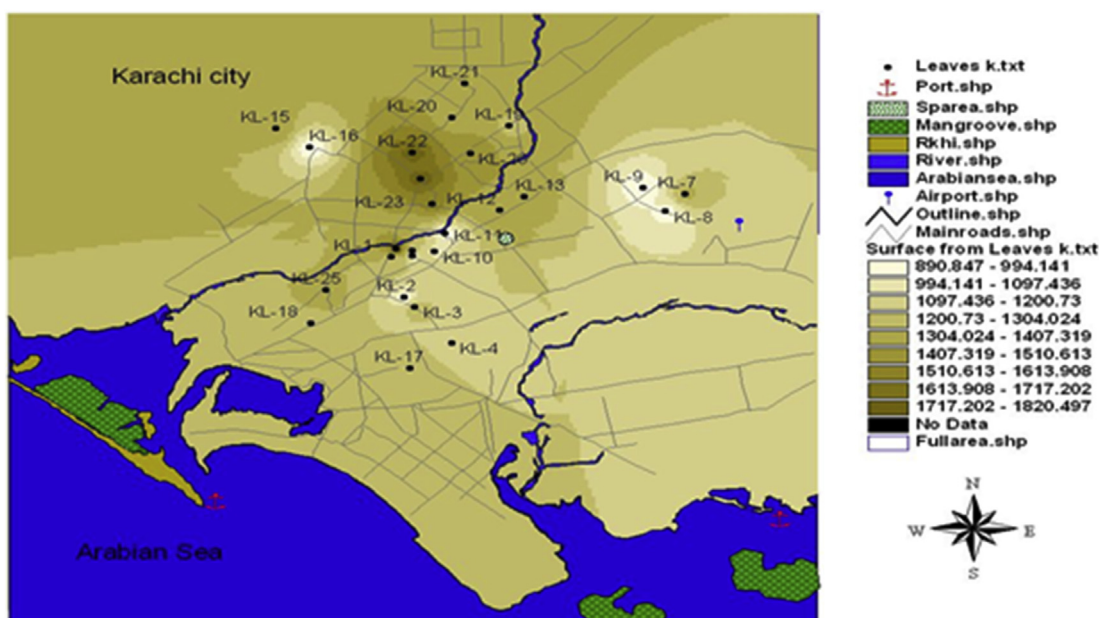 Karachi city
KL-21
KL-20
KL-15
KL-19
KL-16
KL-22
KL-9
KL-7
KL-13
KL-12
KL-23
KL-8
KL-11
KL-1
KL-10
KL-25
KL-2
KL-18
KL-3
KL-4
KL-17
Arabian Sea
Leaves k.txt
Port.shp
Sparea.shp
Mangroove.shp
Rkhi.shp
River.shp
Arabiansea.shp
Airport.shp
Outline.shp
Mainroads.shp
Surface from Leaves k.txt
890.847 - 994.141
994.141 - 1097.436
1097.436 - 1200.73
1200.73 - 1304.024
1304.024 - 1407.319
1407.319 - 1510.613
1510.613 - 1613.908
1613.908 - 1717.202
1717.202 - 1820.497
No Data
Fullarea.shp
N
W E
S